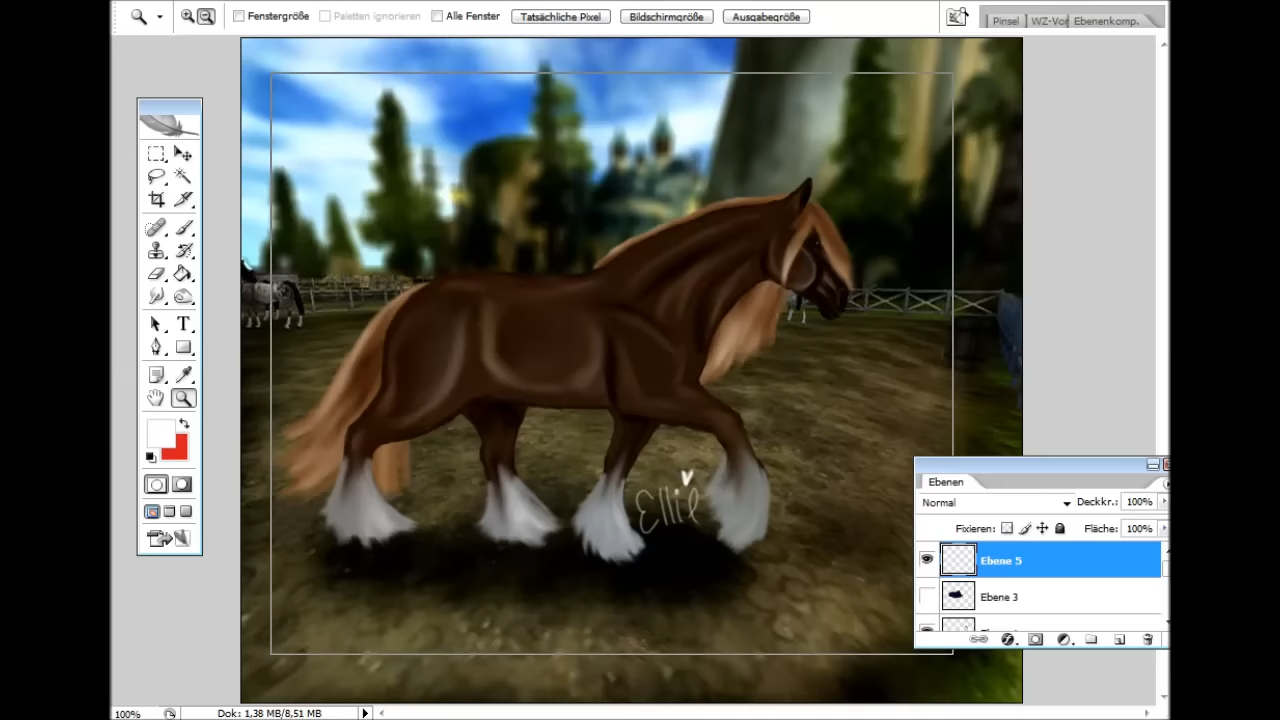 Fenstergröße Paletten ignorieren Alle Fenster Tatsächliche Pixel Bildschirmgröße Ausgabegröße
Pinsel WZ-Vor Ebenenkomp.
Ellie
Ebenen
Normal Deckkr.: 100%
Fixieren: Fläche: 100%
Ebene 5
Ebene 3
100% Dok: 1,38 MB/8,51 MB